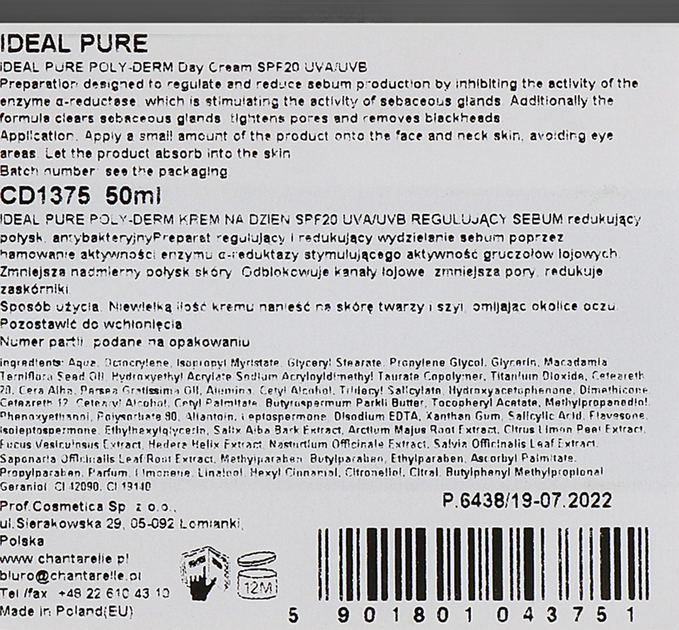 IDEAL PURE
IDEAL PURE POLY-DERM Day Cream SPF20 UVA/UVB
Preparation designed to regulate and reduce sebum production by inhibiting the activity of the
enzyme α-reductase, which is stimulating the activity of sebaceous glands. Additionally the
formula clears sebaceous glands, tightens pores and removes blackheads.
Application. Apply a small amount of the product onto the face and neck skin, avoiding eye
areas. Let the product absorb into the skin.
Batch number: see the packaging
CD1375 50ml
IDEAL PURE POLY-DERM KREM NA DZIEŃ SPF20 UVA/UVB REGULUJĄCY SEBUM redukujący
połysk, antybakteryjnyPreparat regulujący i redukujący wydzielanie sebum poprzez
hamowanie aktywności enzymu α-reduktazy stymulującego aktywność gruczołów łojowych.
Zmniejsza nadmierny połysk skóry. Odblokowuje kanały łojowe, zmniejsza pory, redukuje
zaskórniki.
Sposób użycia. Niewielką ilość kremu nanieść na skórę twarzy i szyi, omijając okolice oczu.
Pozostawić do wchłonięcia.
Numer partii: podane na opakowaniu
Ingredients: Aqua, Octocrylene, Isopropyl Myristate, Glyceryl Stearate, Propylene Glycol, Glycerin, Macadamia
Ternifolia Seed Oil, Hydroxyethyl Acrylate Sodium Acryloyldimethyl Taurate Copolymer, Titanium Dioxide, Ceteareth
20, Cera Alba, Persea Gratissima Oil, Alumina, Cetyl Alcohol, Tridecyl Salicylate, Hydroxyacetophenone, Dimethicone,
Ceteareth 12, Cetearyl Alcohol, Cetyl Palmitate, Butyrospermum Parkii Butter, Tocopheryl Acetate, Methylpropanediol,
Phenoxyethanol, Polysorbate 80, Allantoin, Leptospermone, Disodium EDTA, Xanthan Gum, Salicylic Acid, Flavesone,
Isoleptospermone, Ethylhexylglycerin, Salix Alba Bark Extract, Arctium Majus Root Extract, Citrus Limon Peel Extract,
Fucus Vesiculosus Extract, Hedera Helix Extract, Nasturtium Officinale Extract, Salvia Officinalis Leaf Extract,
Saponaria Officinalis Leaf Root Extract, Methylparaben, Butylparaben, Ethylparaben, Ascorbyl Palmitate,
Propylparaben, Parfum, Limonene, Linalool, Hexyl Cinnamal, Citronellol, Citral, Butylphenyl Methylpropional
Geraniol, CI 42090, CI 19140
P.6438/19-07.2022
Prof.Cosmetica Sp. z o.o.,
ul.Sierakowska 29, 05-092 Łomianki,
Polska
www.chantarelle.pl
biuro@chantarelle.pl
Tel./fax +48 22 610 43 10
Made in Poland(EU)
12M
5 901801 043751